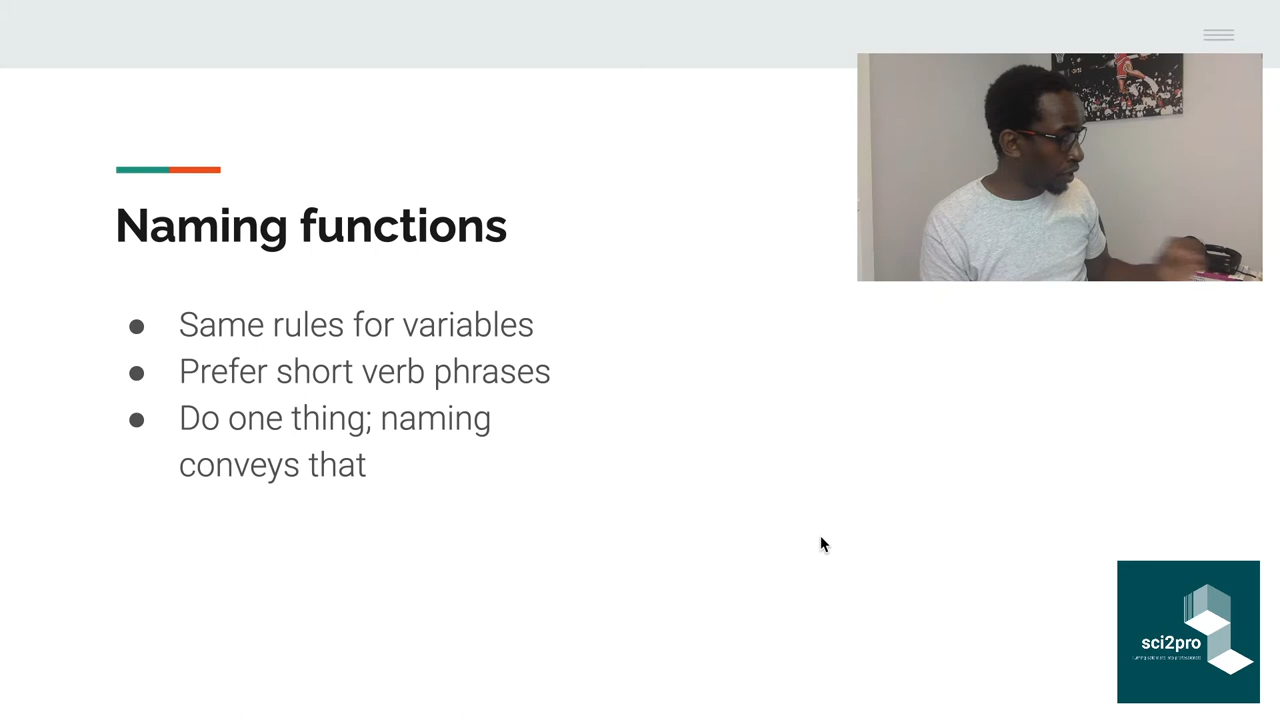 Naming functions
● Same rules for variables
● Prefer short verb phrases
● Do one thing; naming
conveys that
sci2pro